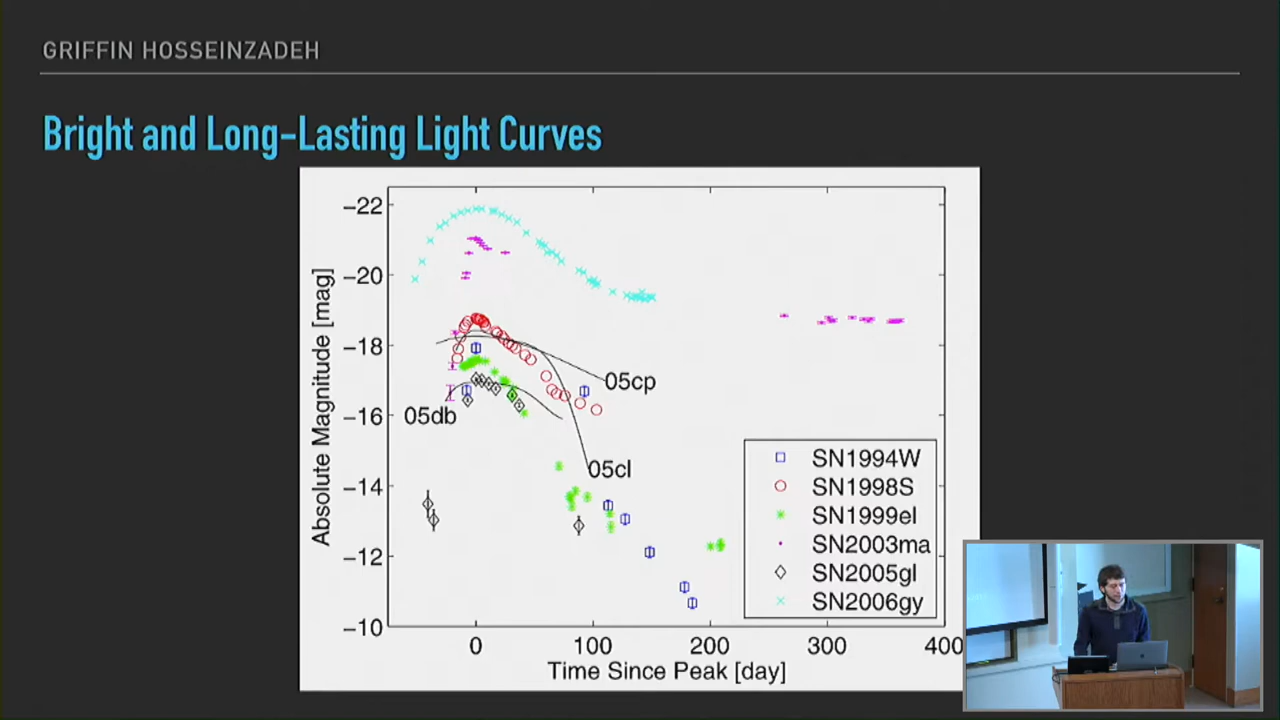 GRIFFIN HOSSEINZADEH
Bright and Long-Lasting Light Curves
Absolute Magnitude [mag]
−22
−20
−18
−16
−14
−12
−10
05cp
05db
05cl
SN1994W
SN1998S
SN1999el
SN2003ma
SN2005gl
SN2006gy
0
100
200
300
400
Time Since Peak [day]